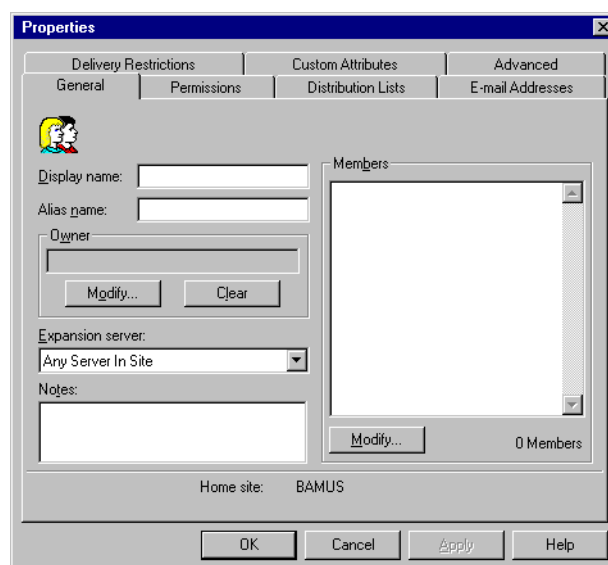 Properties
Delivery Restrictions Custom Attributes Advanced
General Permissions Distribution Lists E-mail Addresses
Display name:
Alias name:
Owner
Modify... Clear
Expansion server:
Any Server In Site
Notes:
Members
Modify... 0 Members
Home site: BAMUS
OK Cancel Apply Help